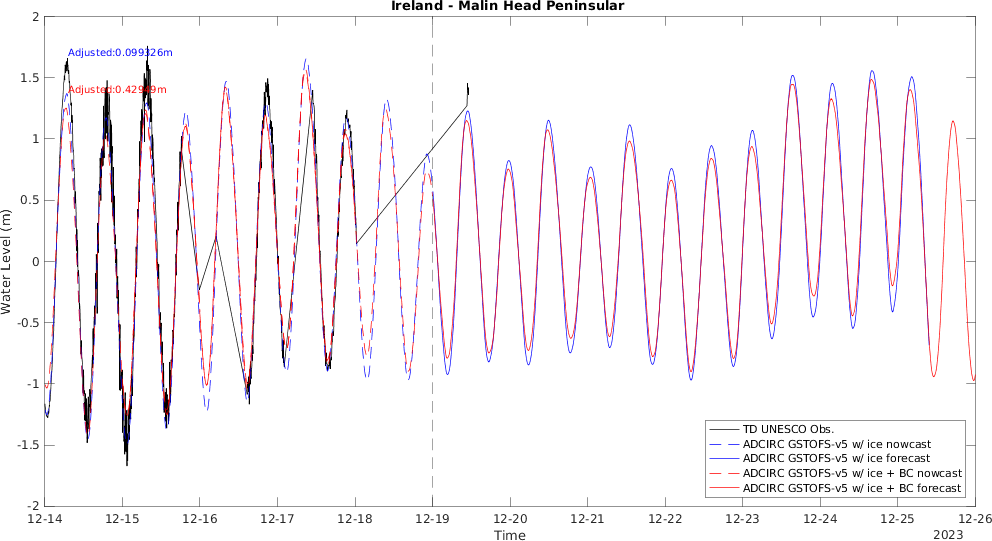 Ireland - Malin Head Peninsular
Water Level (m)
2
1.5
1
0.5
0
-0.5
-1
-1.5
-2
Adjusted:0.099326m
TD UNESCO Obs.
ADCIRC GSTOFS-v5 w/ ice nowcast
ADCIRC GSTOFS-v5 w/ ice forecast
ADCIRC GSTOFS-v5 w/ ice + BC nowcast
ADCIRC GSTOFS-v5 w/ ice + BC forecast
12-14 12-15 12-16 12-17 12-18 12-19 12-20 12-21 12-22 12-23 12-24 12-25 12-26
Time
2023